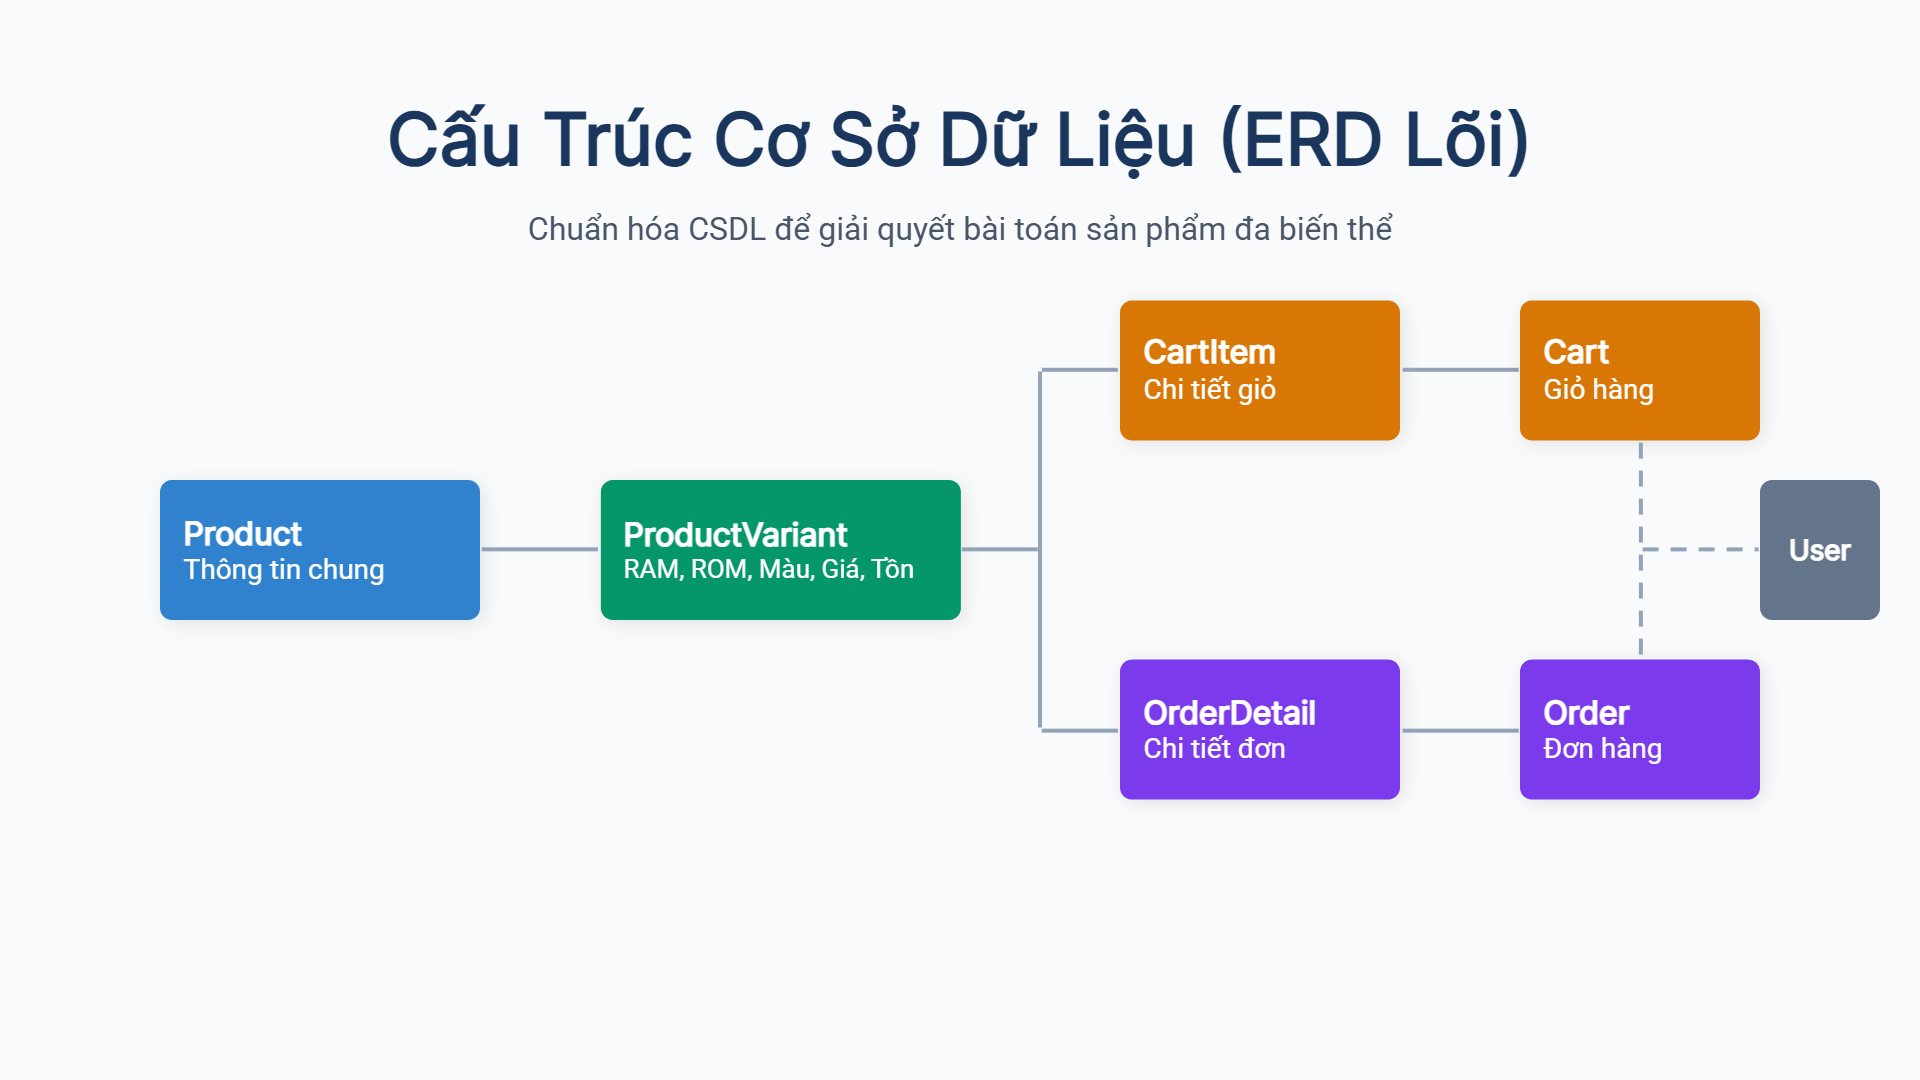 Cấu Trúc Cơ Sở Dữ Liệu (ERD Lõi)
Chuẩn hóa CSDL để giải quyết bài toán sản phẩm đa biến thể
CartItem
Chi tiết giỏ
Cart
Giỏ hàng
Product
Thông tin chung
ProductVariant
RAM, ROM, Màu, Giá, Tồn
User
OrderDetail
Chi tiết đơn
Order
Đơn hàng